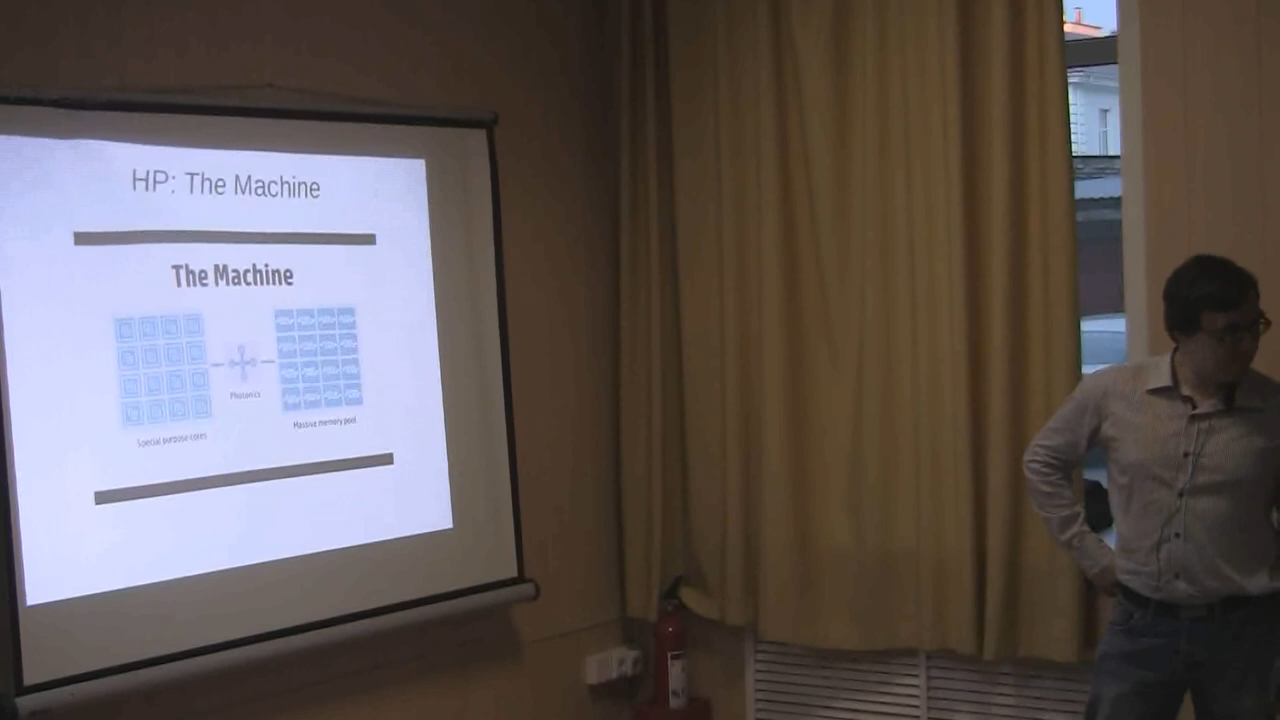 HP: The Machine
The Machine
Photonics
Massive memory pool
Special purpose cores